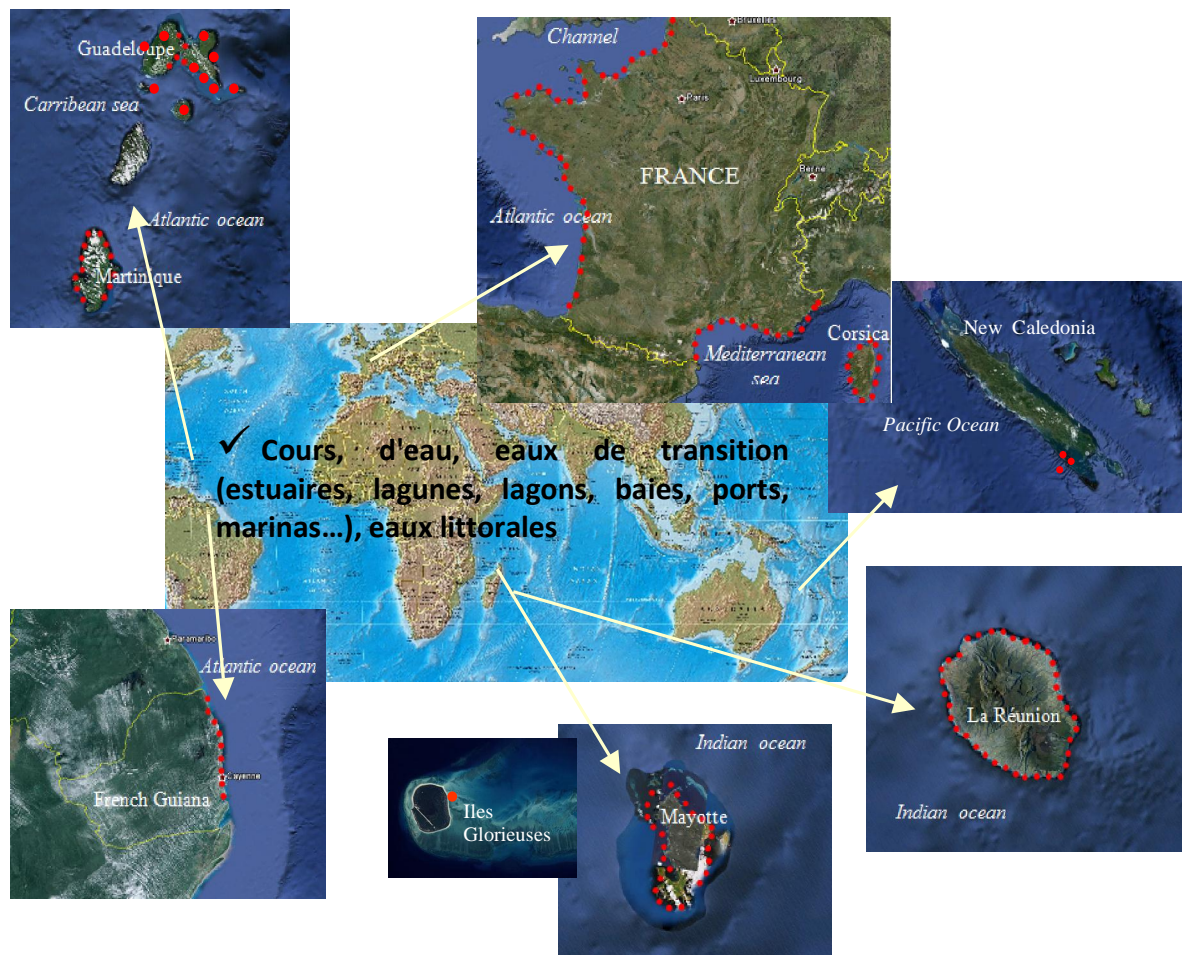 Guadeloupe
Carribean sea
Atlantic ocean
Martinique
Channel
Bruxelles
Luxembourg
Paris
FRANCE
Berne
Atlantic ocean
Corsica
Mediterranean
sea
New Caledonia
Pacific Ocean
✓ Cours, d'eau, eaux de transition
(estuaires, lagunes, lagons, baies, ports,
marinas…), eaux littorales
Paramaribo
Atlantic ocean
Cayenne
French Guiana
Iles
Glorieuses
Indian ocean
Mayotte
La Réunion
Indian ocean